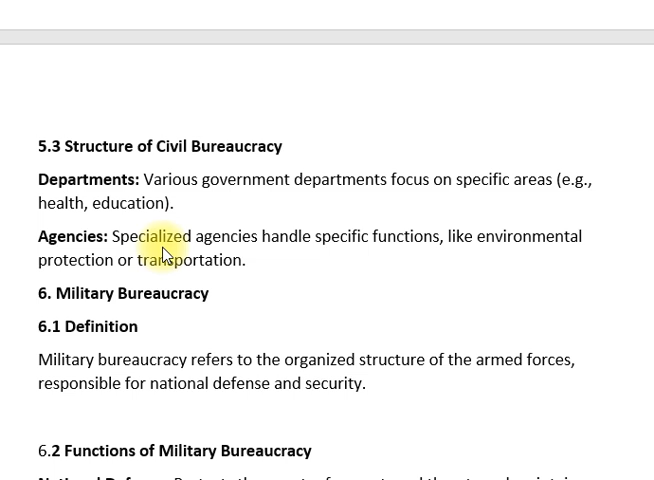 5.3 Structure of Civil Bureaucracy
Departments: Various government departments focus on specific areas (e.g.,
health, education).
Agencies: Specialized agencies handle specific functions, like environmental
protection or transportation.
6. Military Bureaucracy
6.1 Definition
Military bureaucracy refers to the organized structure of the armed forces,
responsible for national defense and security.
6.2 Functions of Military Bureaucracy